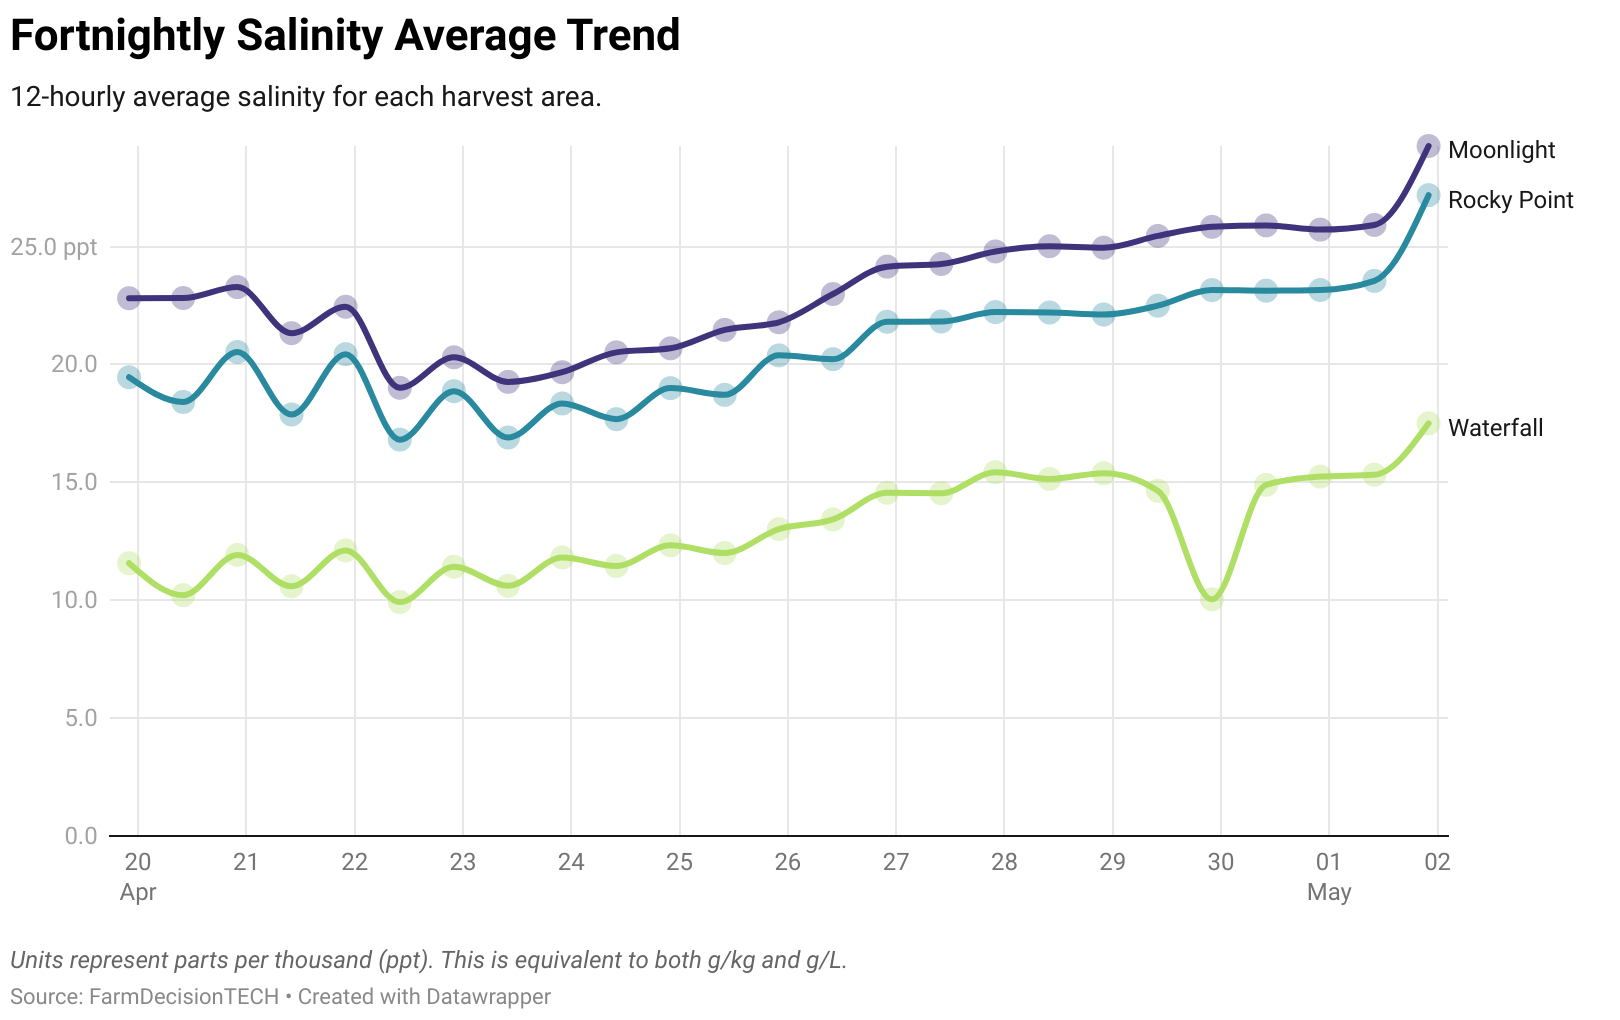 Fortnightly Salinity Average Trend
12-hourly average salinity for each harvest area.
Moonlight
Rocky Point
25.0 ppt
20.0
Waterfall
15.0
10.0
5.0
0.0
20 21 22 23 24 25 26 27 28 29 30 01 02
Apr May
Units represent parts per thousand (ppt). This is equivalent to both g/kg and g/L.
Source: FarmDecisionTECH • Created with Datawrapper